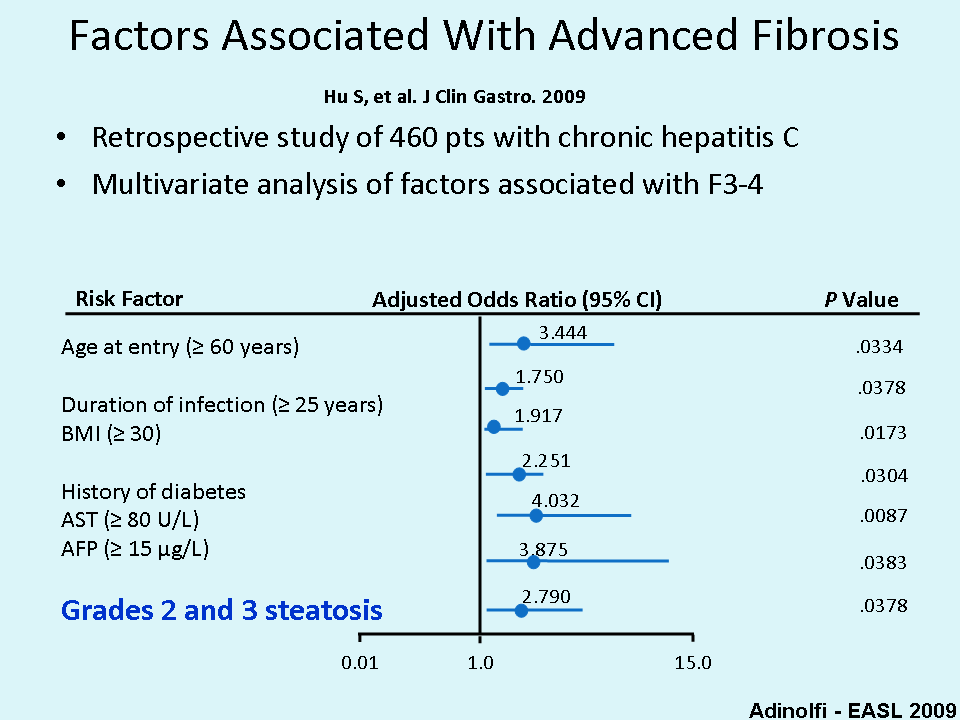 Factors Associated With Advanced Fibrosis
Hu S, et al. J Clin Gastro. 2009
• Retrospective study of 460 pts with chronic hepatitis C
• Multivariate analysis of factors associated with F3-4
Risk Factor Adjusted Odds Ratio (95% CI) P Value
3.444
Age at entry (≥ 60 years) .0334
1.750
.0378
Duration of infection (≥ 25 years)
1.917
BMI (≥ 30) .0173
2.251
.0304
History of diabetes
4.032
AST (≥ 80 U/L) .0087
AFP (≥ 15 µg/L) 3.875
.0383
Grades 2 and 3 steatosis 2.790 .0378
0.01 1.0 15.0
Adinolfi - EASL 2009